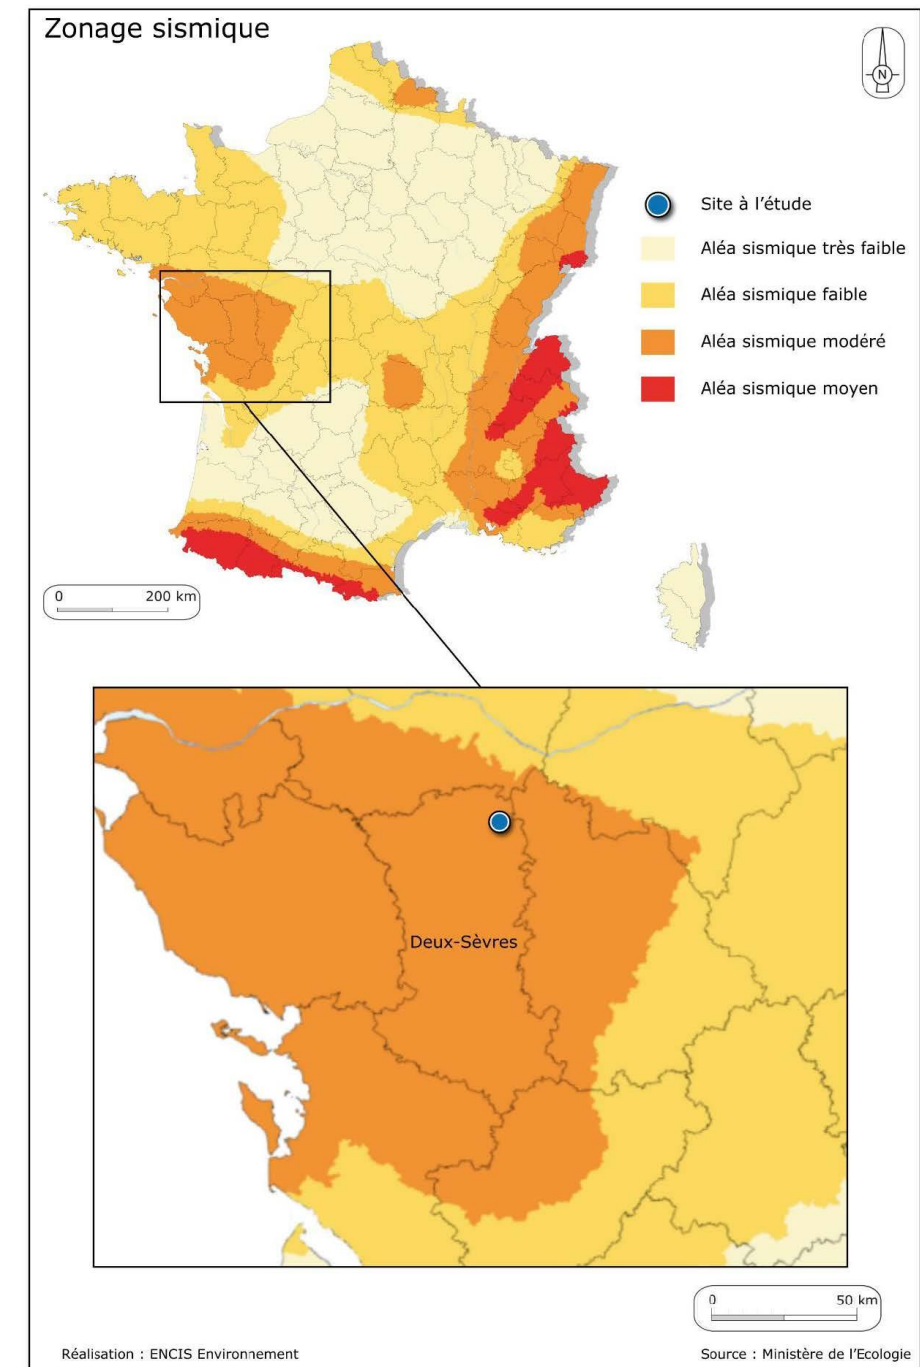 Zonage sismique
N
Site à l'étude
Aléa sismique très faible
Aléa sismique faible
Aléa sismique modéré
Aléa sismique moyen
0 200 km
Deux-Sèvres
0 50 km
Réalisation : ENCIS Environnement
Source : Ministère de l'Ecologie